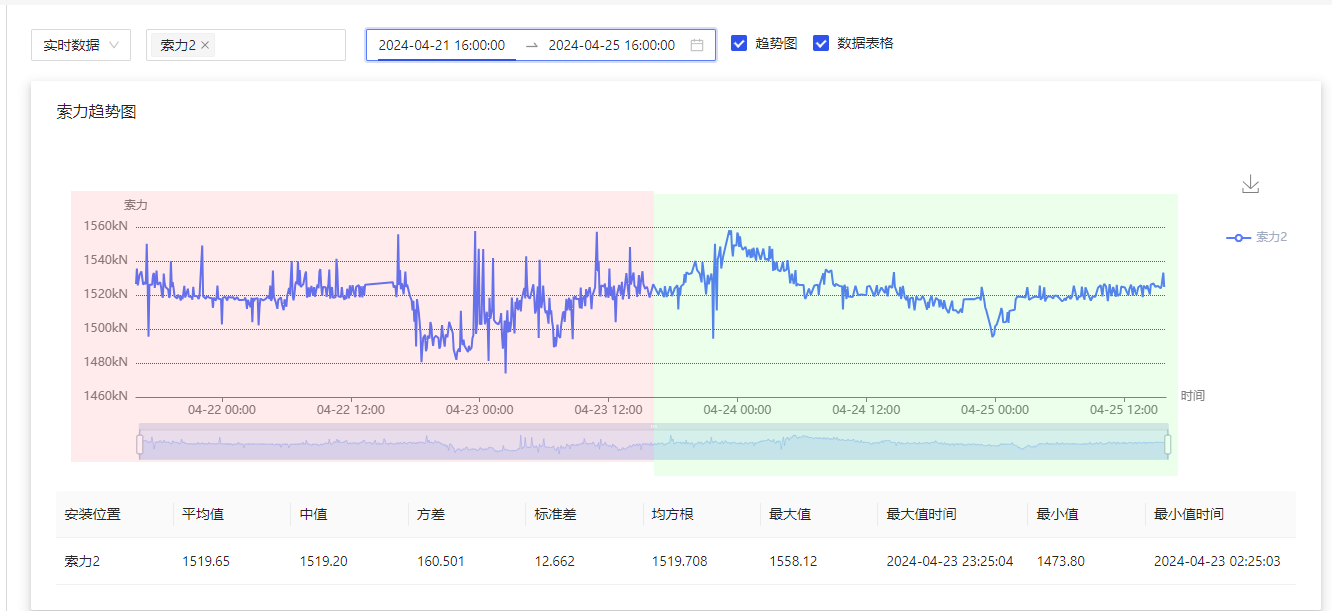 实时数据 索力2 × 2024-04-21 16:00:00 → 2024-04-25 16:00:00 趋势图 数据表格
索力趋势图
索力
1560kN
1540kN
1520kN
1500kN
1480kN
1460kN
04-22 00:00 04-22 12:00 04-23 00:00 04-23 12:00 04-24 00:00 04-24 12:00 04-25 00:00 04-25 12:00
时间
索力2
安装位置 平均值 中值 方差 标准差 均方根 最大值 最大值时间 最小值 最小值时间
索力2 1519.65 1519.20 160.501 12.662 1519.708 1558.12 2024-04-23 23:25:04 1473.80 2024-04-23 02:25:03